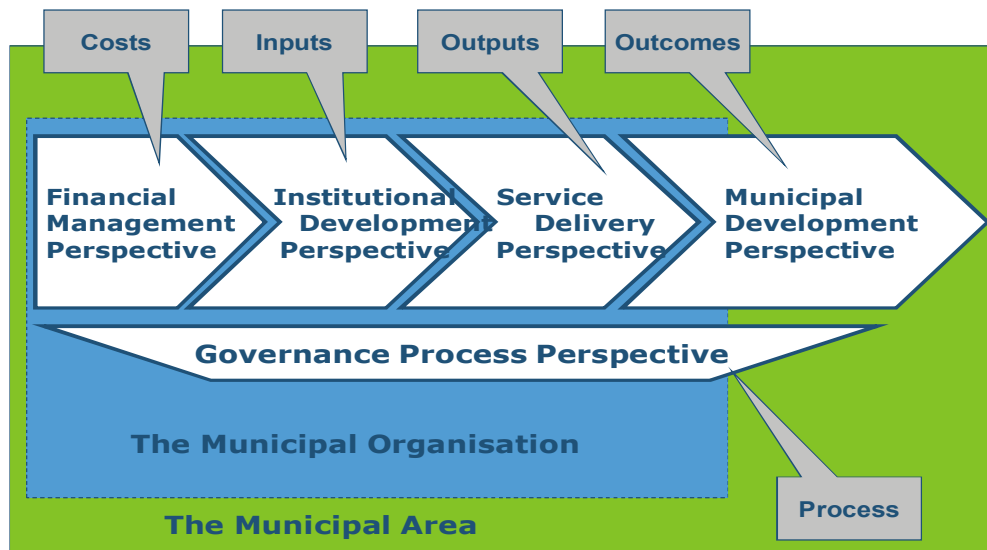 Costs
Inputs
Outputs
Outcomes
Financial
Management
Perspective
Institutional
Development
Perspective
Service
Delivery
Perspective
Municipal
Development
Perspective
Governance Process Perspective
The Municipal Organisation
Process
The Municipal Area